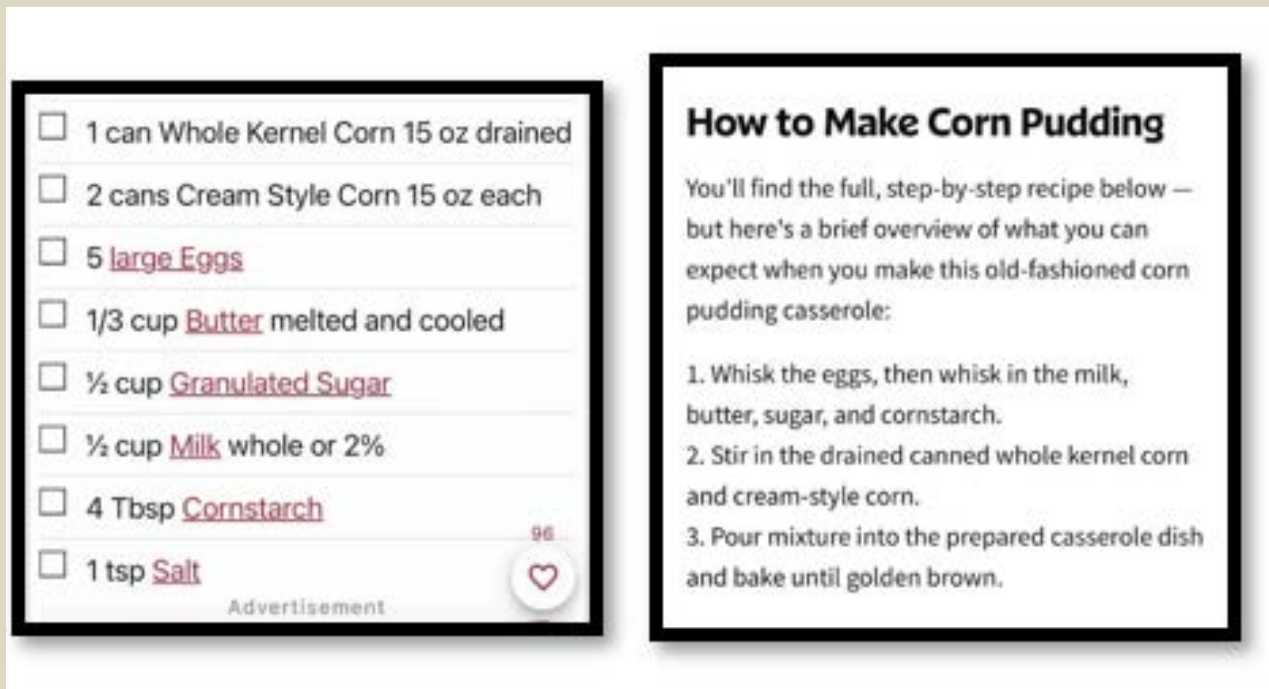 1 can Whole Kernel Corn 15 oz drained
2 cans Cream Style Corn 15 oz each
5 large Eggs
1/3 cup Butter melted and cooled
½ cup Granulated Sugar
½ cup Milk whole or 2%
4 Tbsp Cornstarch
1 tsp Salt
96
Advertisement
How to Make Corn Pudding
You'll find the full, step-by-step recipe below —
but here's a brief overview of what you can
expect when you make this old-fashioned corn
pudding casserole:
1. Whisk the eggs, then whisk in the milk,
butter, sugar, and cornstarch.
2. Stir in the drained canned whole kernel corn
and cream-style corn.
3. Pour mixture into the prepared casserole dish
and bake until golden brown.